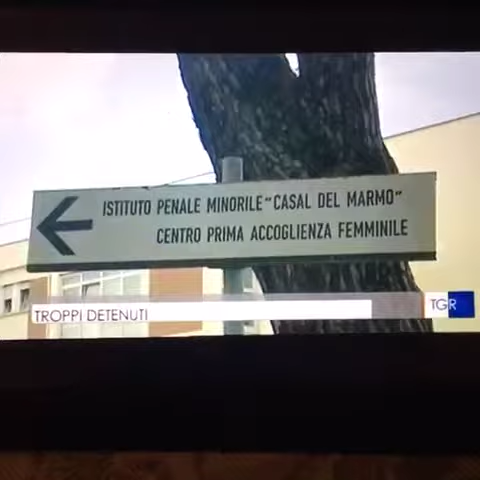 ISTITUTO PENALE MINORILE "CASAL DEL MARMO"
CENTRO PRIMA ACCOGLIENZA FEMMINILE
TROPPI DETENUTI
TGR